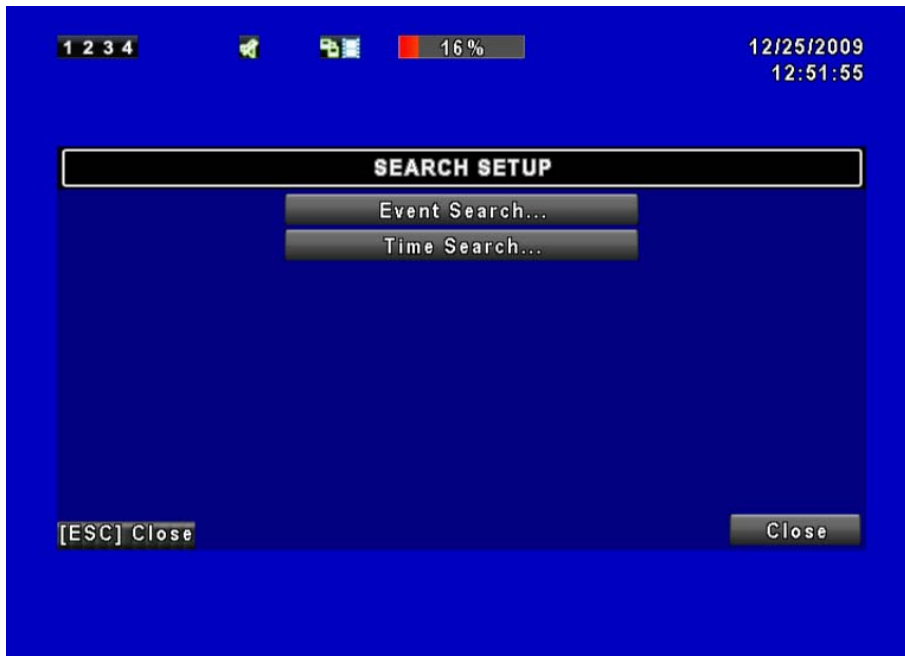 1 2 3 4 16% 12/25/2009
12:51:55
SEARCH SETUP
Event Search...
Time Search...
[ESC] Close Close